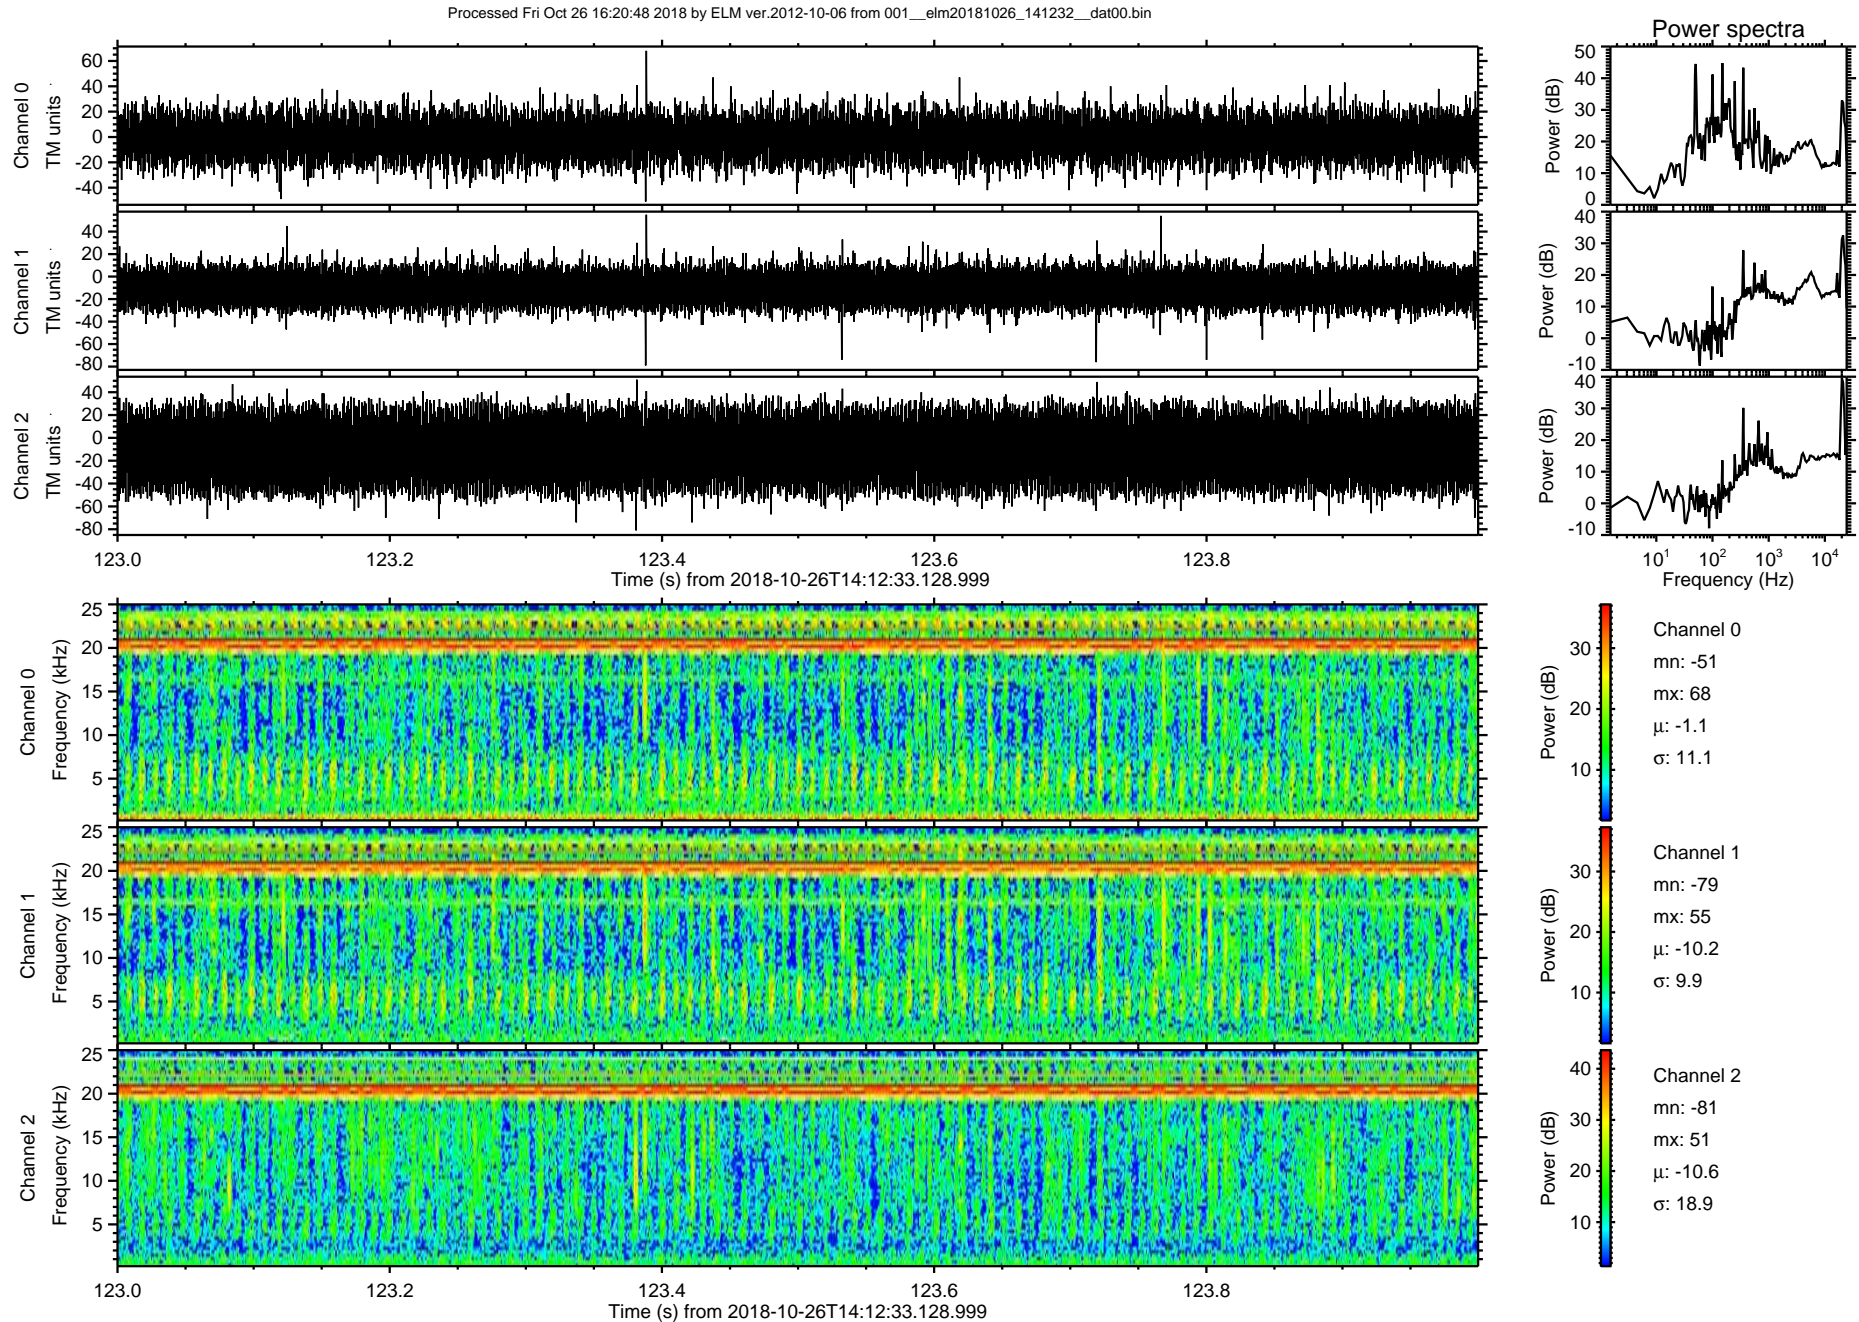 Processed Fri Oct 26 16:20:48 2018 by ELM ver.2012-10-06 from 001__elm20181026_141232__dat00.bin
Power spectra
Channel 0
TM units
60
40
20
0
-20
-40
Power (dB)
50
40
30
20
10
0
Channel 1
TM units
40
20
0
-20
-40
-60
-80
Power (dB)
40
30
20
10
0
-10
Channel 2
TM units
40
20
0
-20
-40
-60
-80
Power (dB)
40
30
20
10
0
-10
123.0 123.2 123.4 123.6 123.8
Time (s) from 2018-10-26T14:12:33.128.999
10^1 10^2 10^3 10^4
Frequency (Hz)
Channel 0
Frequency (kHz)
25
20
15
10
5
Power (dB)
30
20
10
Channel 0
mn: -51
mx: 68
μ: -1.1
σ: 11.1
Channel 1
Frequency (kHz)
25
20
15
10
5
Power (dB)
30
20
10
Channel 1
mn: -79
mx: 55
μ: -10.2
σ: 9.9
Channel 2
Frequency (kHz)
25
20
15
10
5
Power (dB)
40
30
20
10
Channel 2
mn: -81
mx: 51
μ: -10.6
σ: 18.9
123.0 123.2 123.4 123.6 123.8
Time (s) from 2018-10-26T14:12:33.128.999